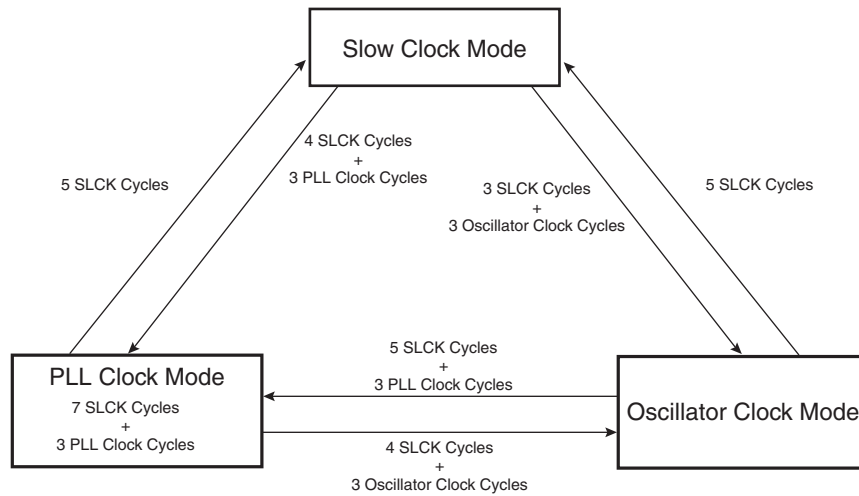 Slow Clock Mode
5 SLCK Cycles
4 SLCK Cycles
+
3 PLL Clock Cycles
3 SLCK Cycles
+
3 Oscillator Clock Cycles
5 SLCK Cycles
PLL Clock Mode
7 SLCK Cycles
+
3 PLL Clock Cycles
5 SLCK Cycles
+
3 PLL Clock Cycles
Oscillator Clock Mode
4 SLCK Cycles
+
3 Oscillator Clock Cycles